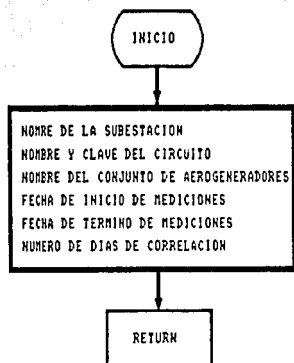 INICIO
NOMRE DE LA SUBESTACION
NOMBRE Y CLAVE DEL CIRCUITO
NOMBRE DEL CONJUNTO DE AEROGENERADORES
FECHA DE INICIO DE MEDICIONES
FECHA DE TERMINO DE MEDICIONES
NUMERO DE DIAS DE CORRELACION
RETURN